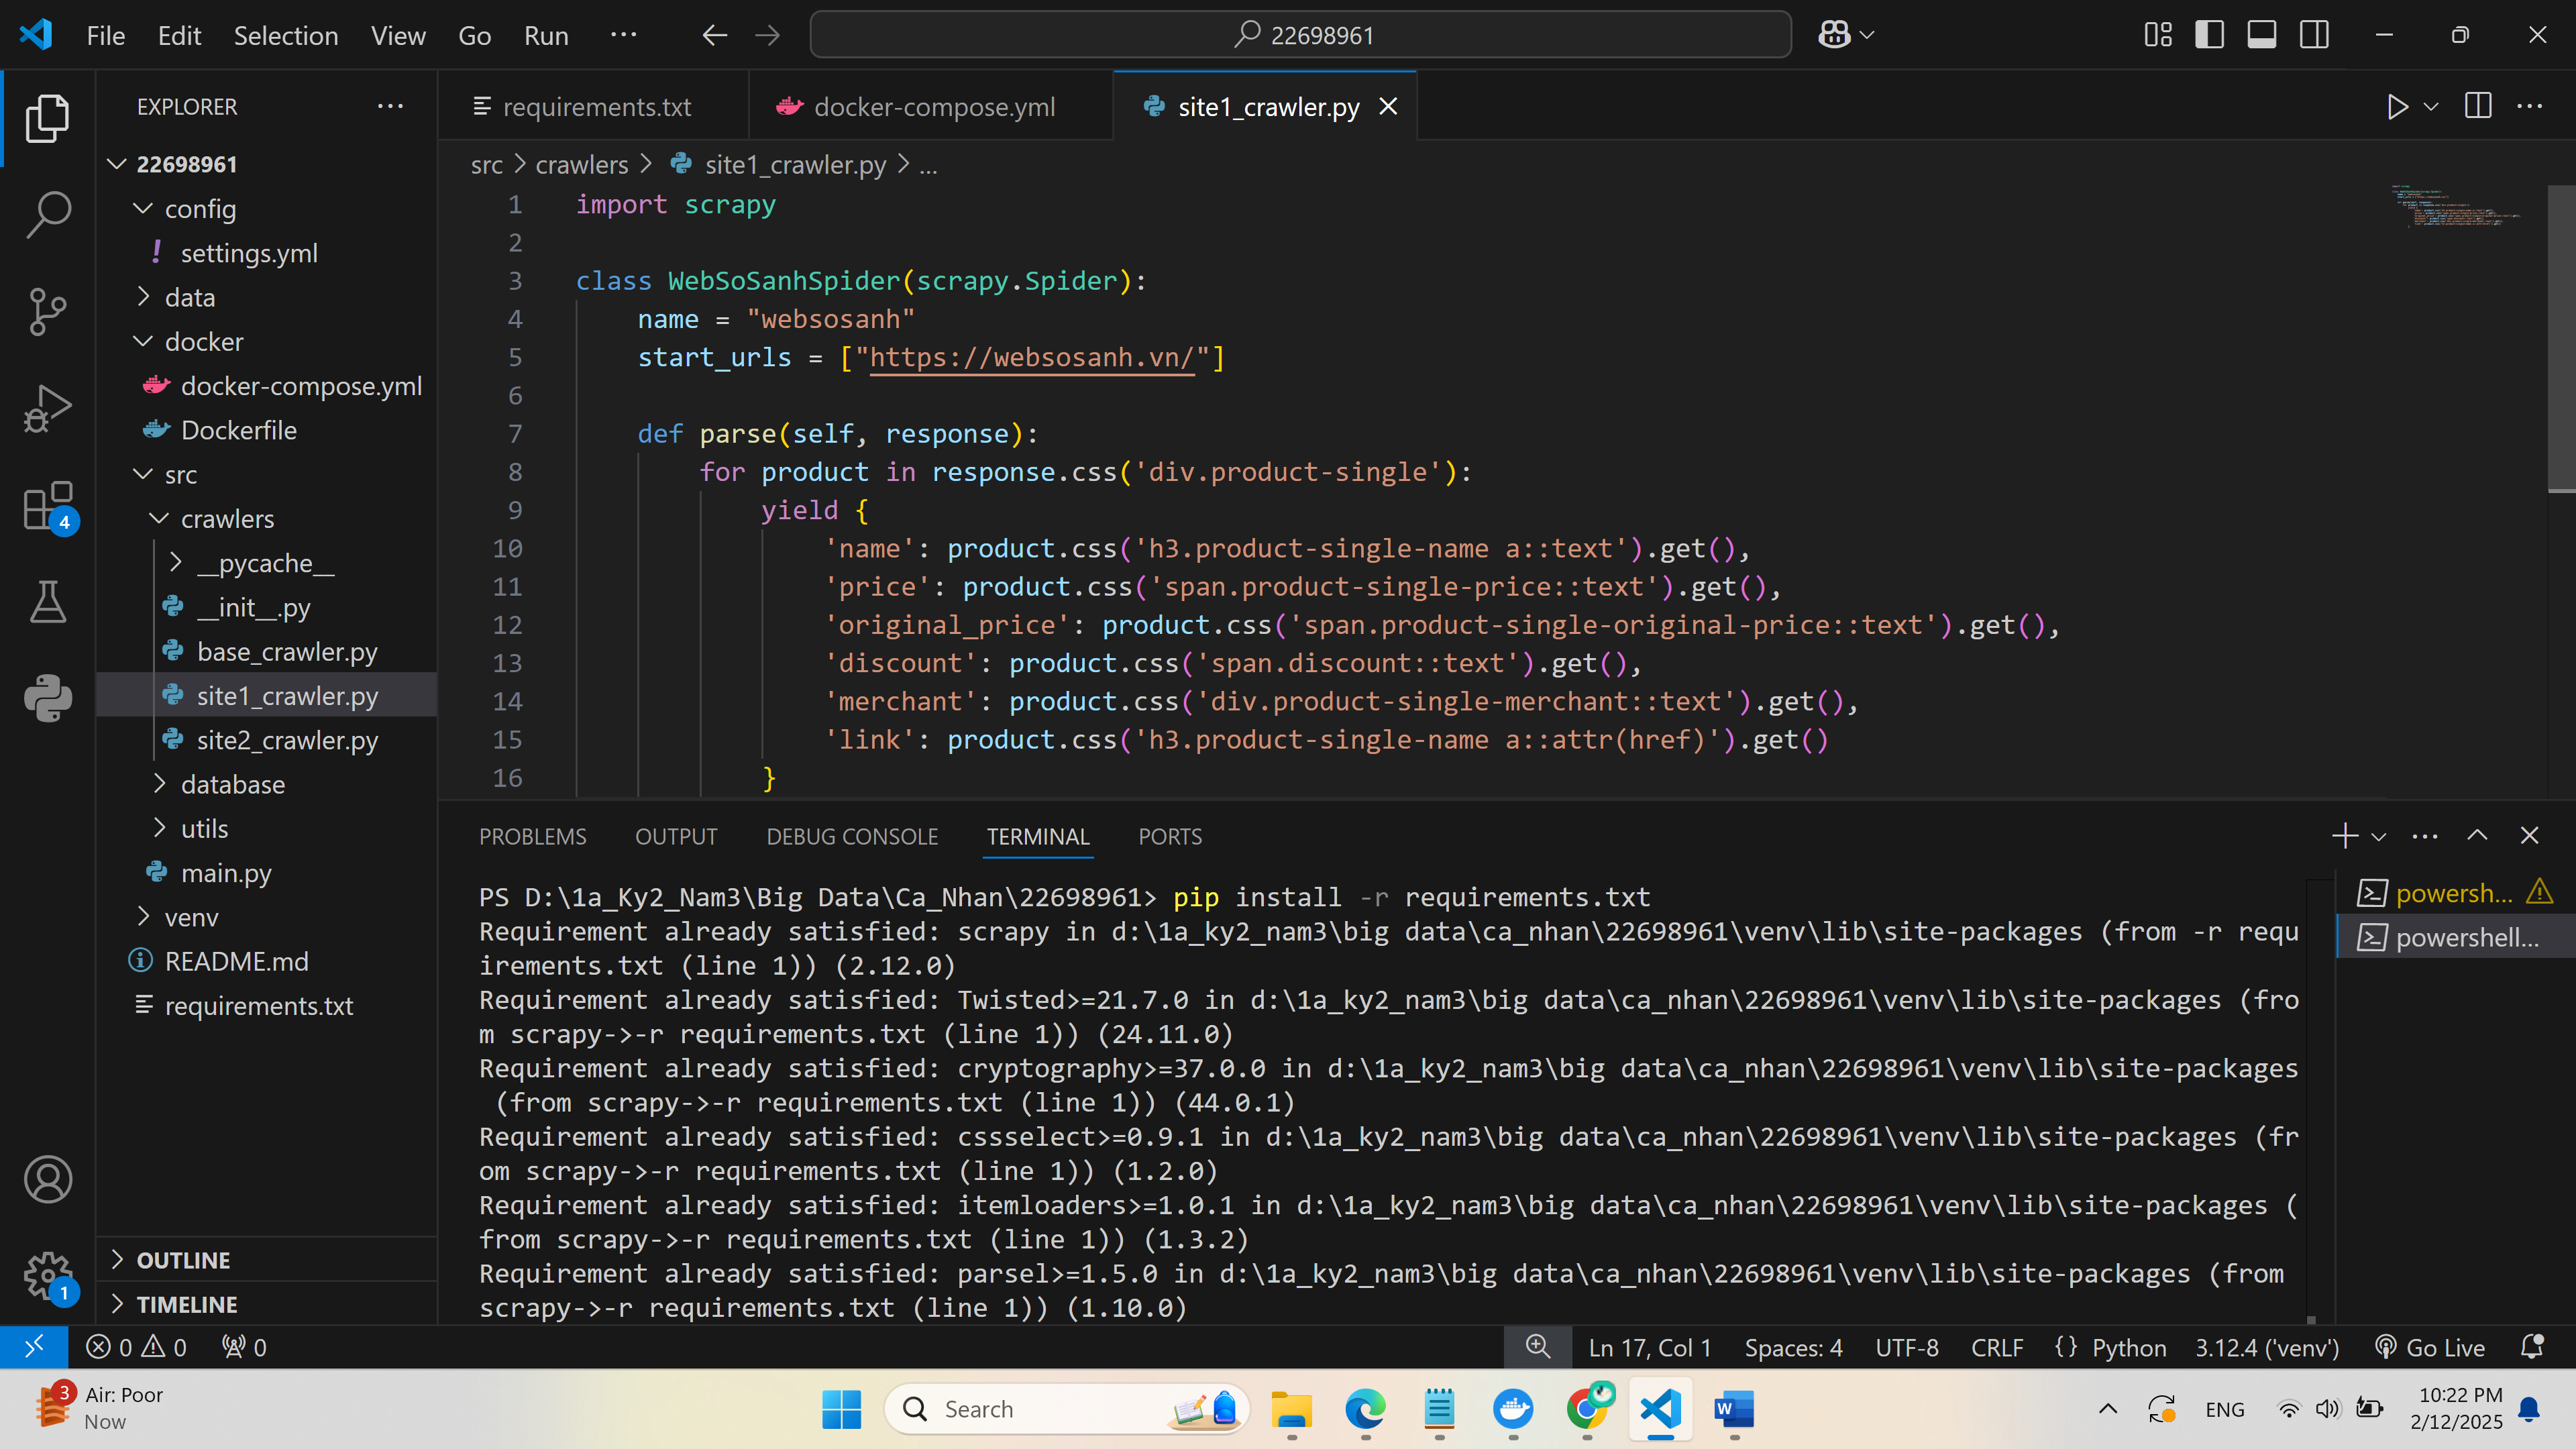 File Edit Selection View Go Run ...
22698961
EXPLORER ...
22698961
config
! settings.yml
data
docker
docker-compose.yml
Dockerfile
src
crawlers
__pycache__
__init__.py
base_crawler.py
site1_crawler.py
site2_crawler.py
database
utils
main.py
venv
README.md
requirements.txt
OUTLINE
TIMELINE
4
1
requirements.txt docker-compose.yml site1_crawler.py
src > crawlers > site1_crawler.py > ...
1 import scrapy
2
3 class WebSoSanhSpider(scrapy.Spider):
4 name = "websosanh"
5 start_urls = ["https://websosanh.vn/"]
6
7 def parse(self, response):
8 for product in response.css('div.product-single'):
9 yield {
10 'name': product.css('h3.product-single-name a::text').get(),
11 'price': product.css('span.product-single-price::text').get(),
12 'original_price': product.css('span.product-single-original-price::text').get(),
13 'discount': product.css('span.discount::text').get(),
14 'merchant': product.css('div.product-single-merchant::text').get(),
15 'link': product.css('h3.product-single-name a::attr(href)').get()
16 }
PROBLEMS OUTPUT DEBUG CONSOLE TERMINAL PORTS
PS D:\1a_Ky2_Nam3\Big Data\Ca_Nhan\22698961> pip install -r requirements.txt
Requirement already satisfied: scrapy in d:\1a_ky2_nam3\big data\ca_nhan\22698961\venv\lib\site-packages (from -r requ
irements.txt (line 1)) (2.12.0)
Requirement already satisfied: Twisted>=21.7.0 in d:\1a_ky2_nam3\big data\ca_nhan\22698961\venv\lib\site-packages (fro
m scrapy->-r requirements.txt (line 1)) (24.11.0)
Requirement already satisfied: cryptography>=37.0.0 in d:\1a_ky2_nam3\big data\ca_nhan\22698961\venv\lib\site-packages
(from scrapy->-r requirements.txt (line 1)) (44.0.1)
Requirement already satisfied: cssselect>=0.9.1 in d:\1a_ky2_nam3\big data\ca_nhan\22698961\venv\lib\site-packages (fr
om scrapy->-r requirements.txt (line 1)) (1.2.0)
Requirement already satisfied: itemloaders>=1.0.1 in d:\1a_ky2_nam3\big data\ca_nhan\22698961\venv\lib\site-packages (
from scrapy->-r requirements.txt (line 1)) (1.3.2)
Requirement already satisfied: parsel>=1.5.0 in d:\1a_ky2_nam3\big data\ca_nhan\22698961\venv\lib\site-packages (from
scrapy->-r requirements.txt (line 1)) (1.10.0)
powersh...
powershell...
0 0 0
Ln 17, Col 1 Spaces: 4 UTF-8 CRLF {} Python 3.12.4 ('venv') Go Live
3
Air: Poor
Now
Search
ENG
10:22 PM
2/12/2025